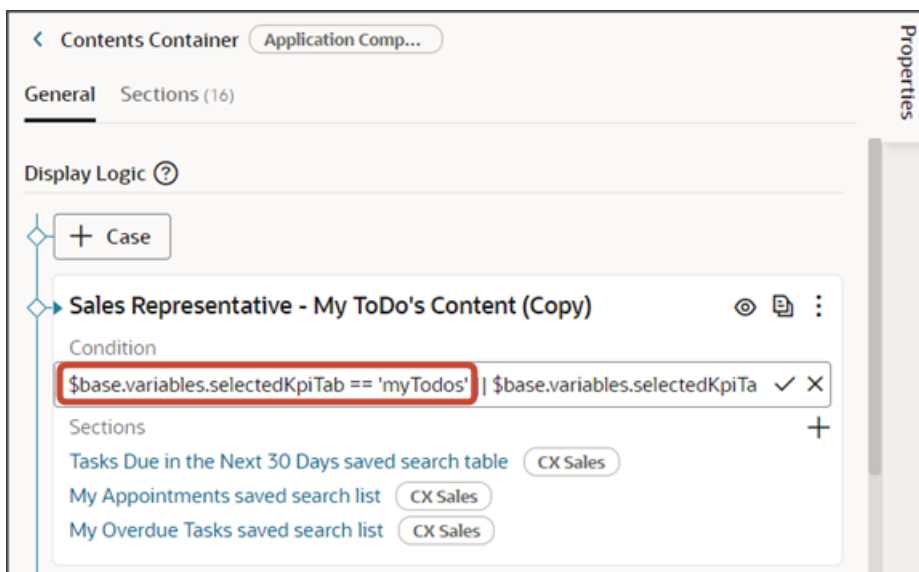 Contents Container Application Comp...
Properties
General Sections (16)
Display Logic ?
+ Case
Sales Representative - My ToDo's Content (Copy)
Condition
$base.variables.selectedKpiTab == 'myTodos' || $base.variables.selectedKpiTa
Sections
Tasks Due in the Next 30 Days saved search table CX Sales
My Appointments saved search list CX Sales
My Overdue Tasks saved search list CX Sales